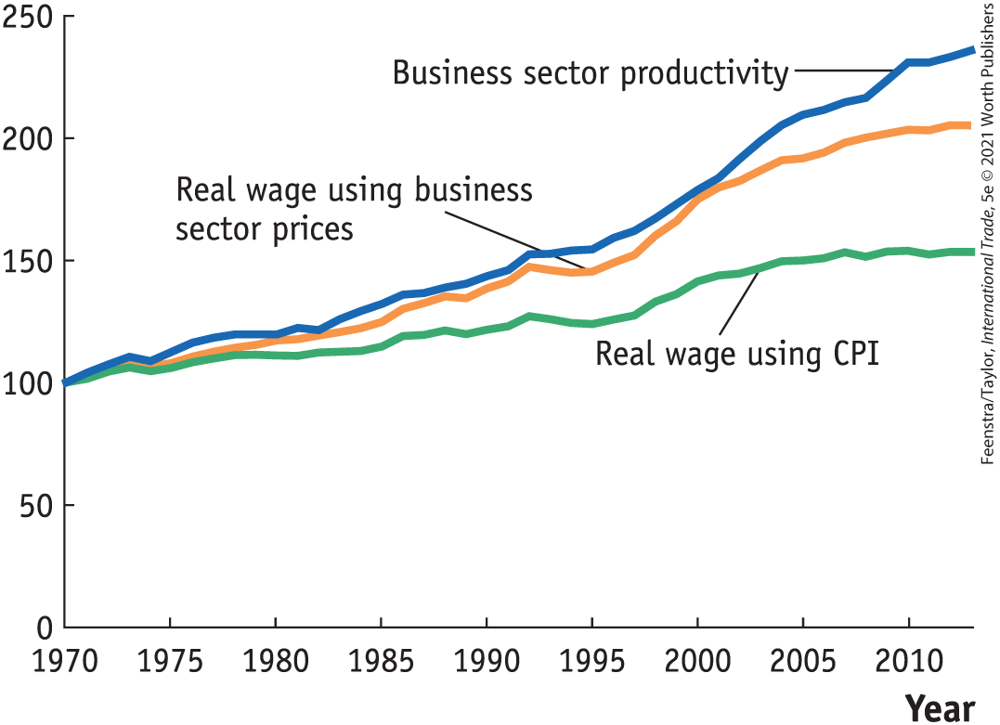 250
200
150
100
50
0
Business sector productivity
Real wage using business
sector prices
Real wage using CPI
1970 1975 1980 1985 1990 1995 2000 2005 2010
Year
Feenstra/Taylor, International Trade, 5e © 2021 Worth Publishers